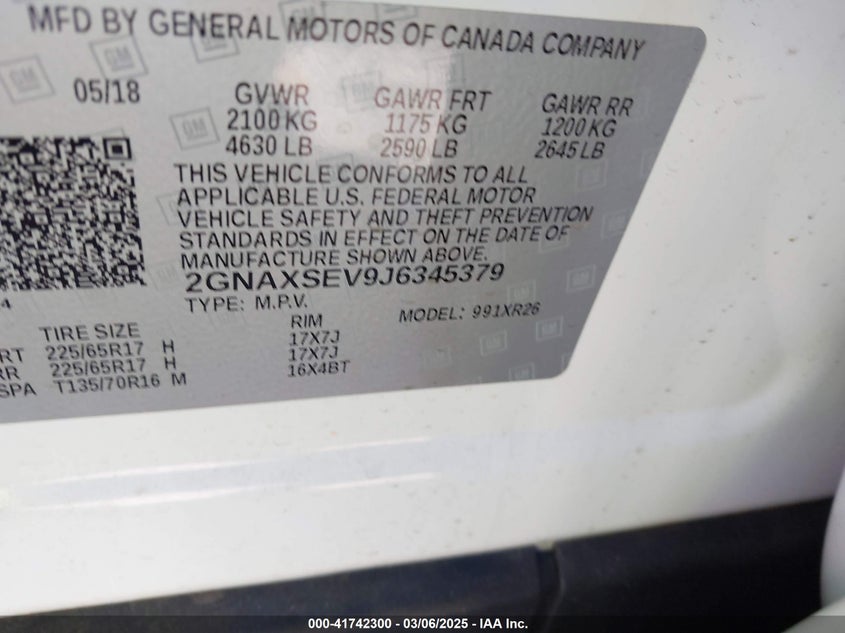 MFD BY GENERAL MOTORS OF CANADA COMPANY
05/18 GVWR GAWR FRT GAWR RR
2100 KG 1175 KG 1200 KG
4630 LB 2590 LB 2645 LB
THIS VEHICLE CONFORMS TO ALL
APPLICABLE U.S. FEDERAL MOTOR
VEHICLE SAFETY AND THEFT PREVENTION
STANDARDS IN EFFECT ON THE DATE OF
MANUFACTURE SHOWN ABOVE.
2GNAXSEV9J6345379
4 TYPE: M.P.V. MODEL: 991XR26
TIRE SIZE RIM
RT 225/65R17 H 17X7J
RR 225/65R17 H 17X7J
SPA T135/70R16 M 16X4BT
000-41742300 - 03/06/2025 - IAA Inc.